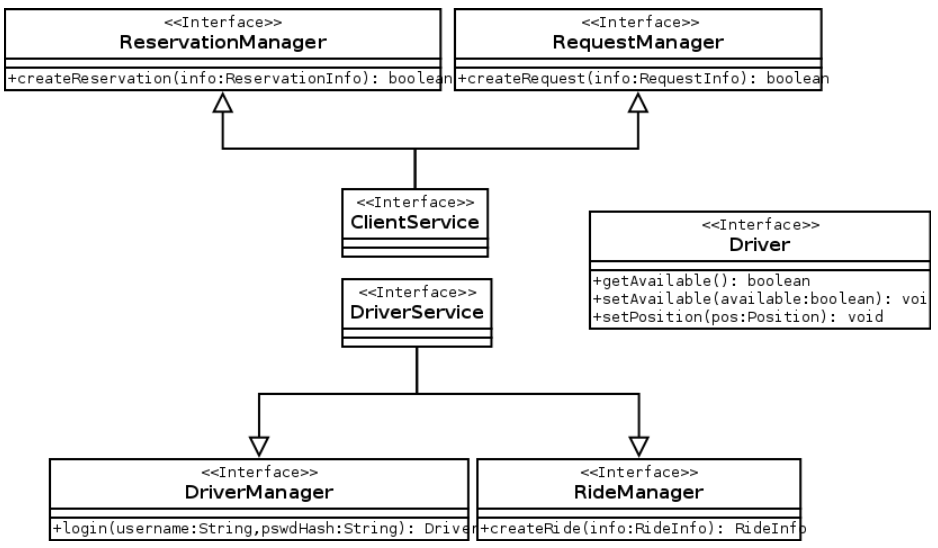 <<Interface>>
ReservationManager
+createReservation(info:ReservationInfo): boolean
<<Interface>>
RequestManager
+createRequest(info:RequestInfo): boolean
<<Interface>>
ClientService
<<Interface>>
Driver
+getAvailable(): boolean
+setAvailable(available:boolean): voi
+setPosition(pos:Position): void
<<Interface>>
DriverService
<<Interface>>
DriverManager
+login(username:String,pswdHash:String): Driver
<<Interface>>
RideManager
+createRide(info:RideInfo): RideInfo